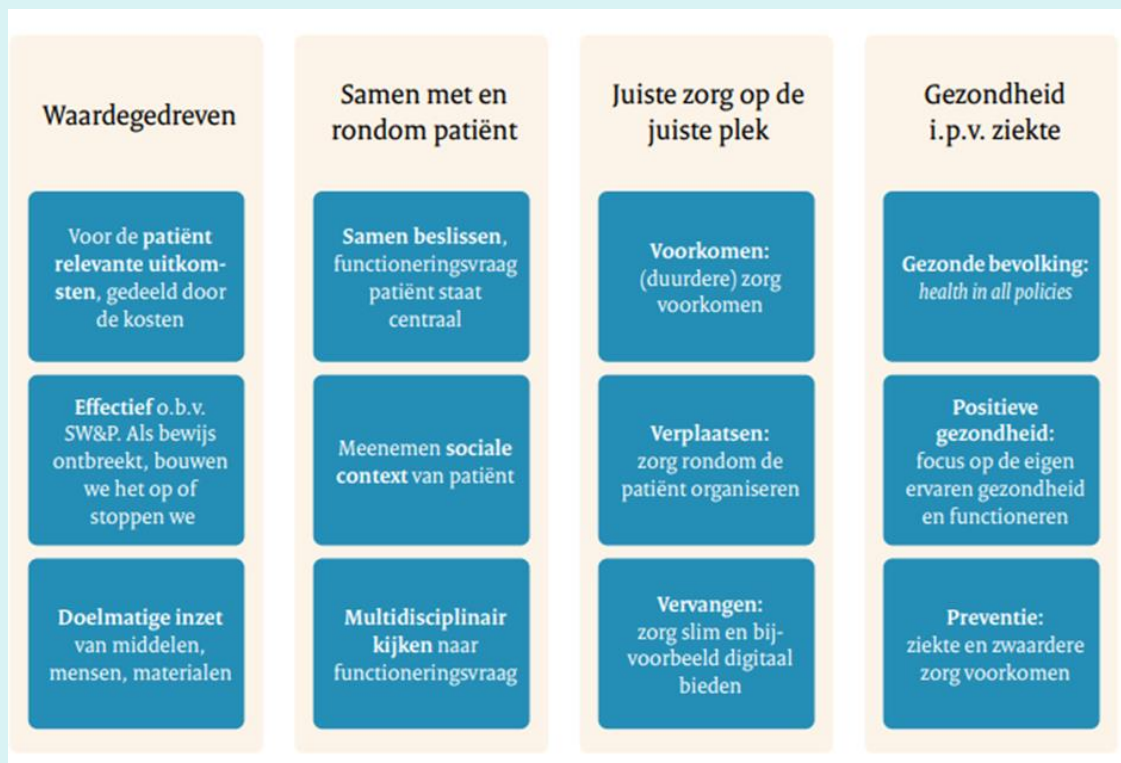 Waardegedreven
Voor de patiënt
relevante uitkom-
sten, gedeeld door
de kosten
Effectief o.b.v.
SW&P. Als bewijs
ontbreekt, bouwen
we het op of
stoppen we
Doelmatige inzet
van middelen,
mensen, materialen
Samen met en
rondom patiënt
Samen beslissen,
functioneringsvraag
patiënt staat
centraal
Meenemen sociale
context van patiënt
Multidisciplinair
kijken naar
functioneringsvraag
Juiste zorg op de
juiste plek
Voorkomen:
(duurdere) zorg
voorkomen
Verplaatsen:
zorg rondom de
patiënt organiseren
Vervangen:
zorg slim en bij-
voorbeeld digitaal
bieden
Gezondheid
i.p.v. ziekte
Gezonde bevolking:
health in all policies
Positieve
gezondheid:
focus op de eigen
ervaren gezondheid
en functioneren
Preventie:
ziekte en zwaardere
zorg voorkomen